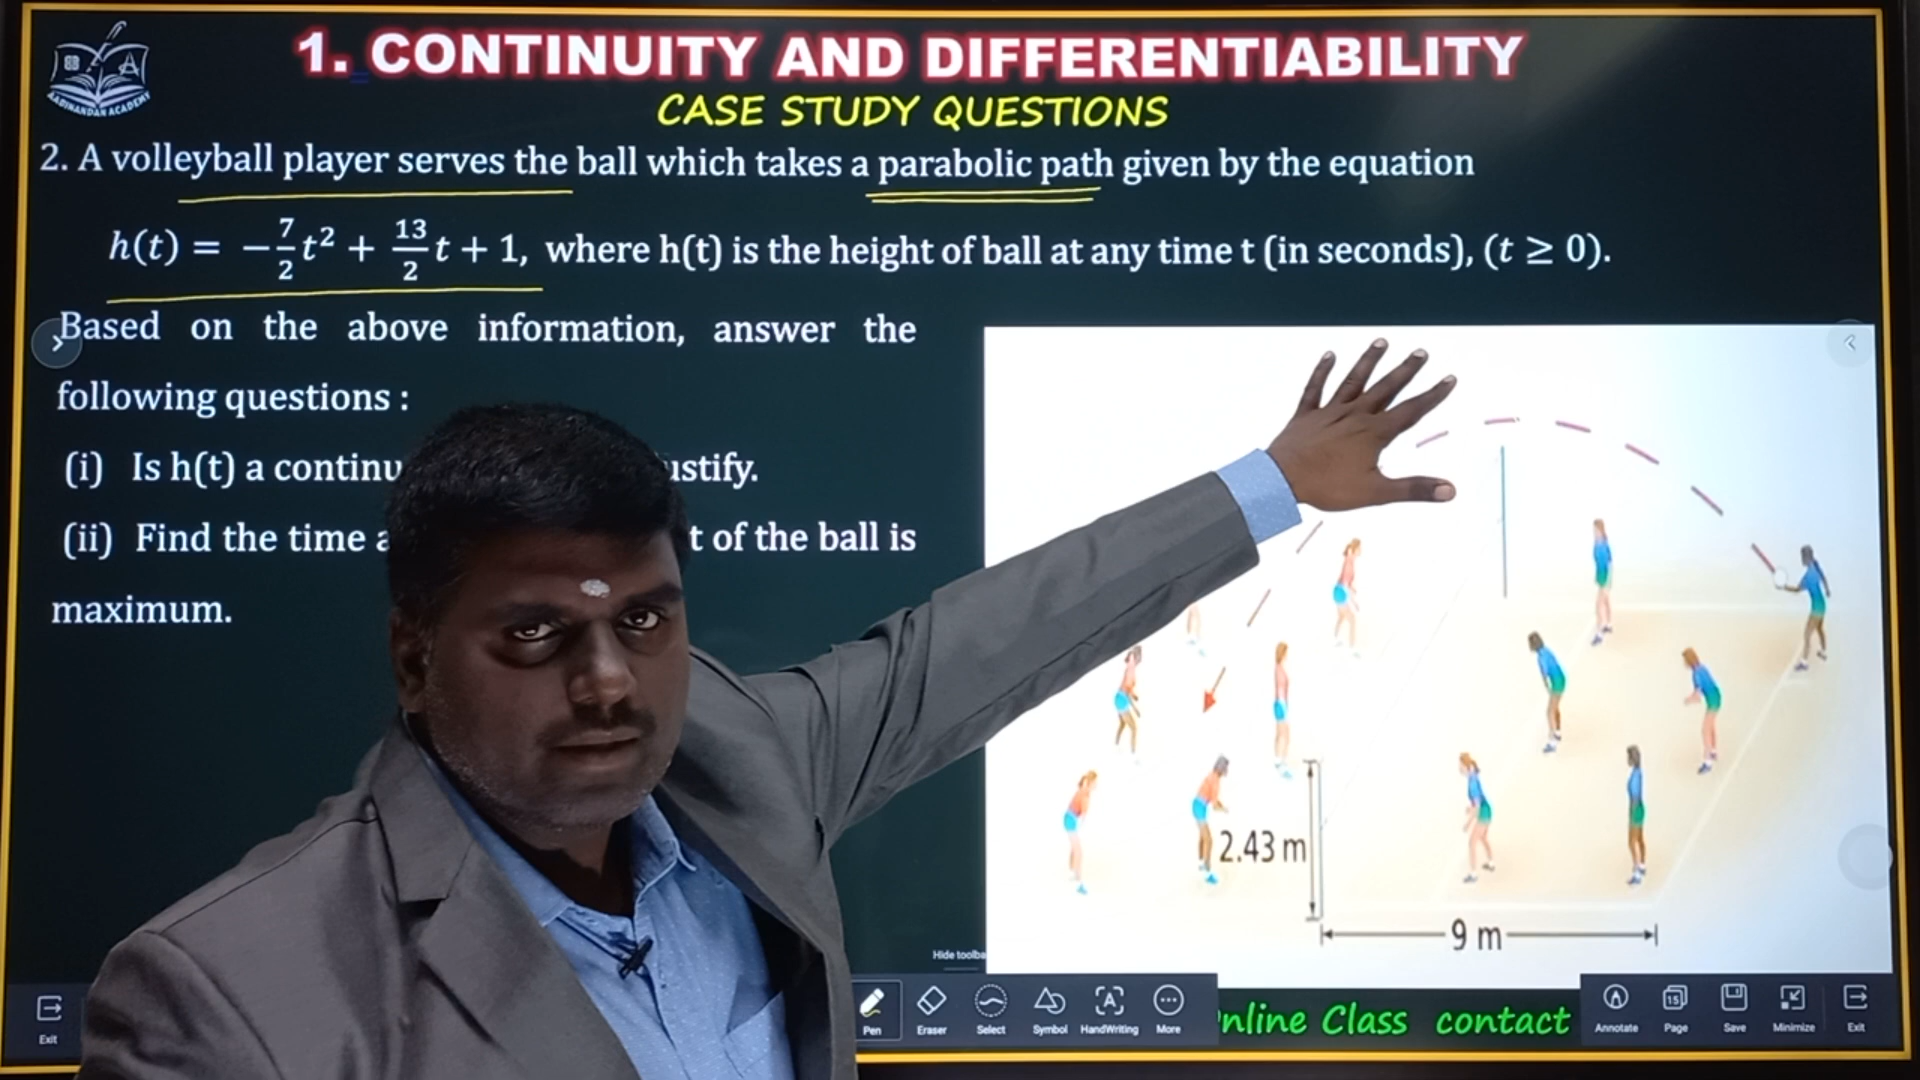 1. CONTINUITY AND DIFFERENTIABILITY
CASE STUDY QUESTIONS
AADINANDAN ACADEMY
2. A volleyball player serves the ball which takes a parabolic path given by the equation
h(t) = −7/2 t² + 13/2 t + 1, where h(t) is the height of ball at any time t (in seconds), (t ≥ 0).
Based on the above information, answer the
following questions :
(i) Is h(t) a
(ii) Find the time of the ball is
maximum.
2.43 m
9 m
Exit
Pen Eraser Select Symbol HandWriting More
Class contact
Annotate Page Save Minimize Exit
15
Hide